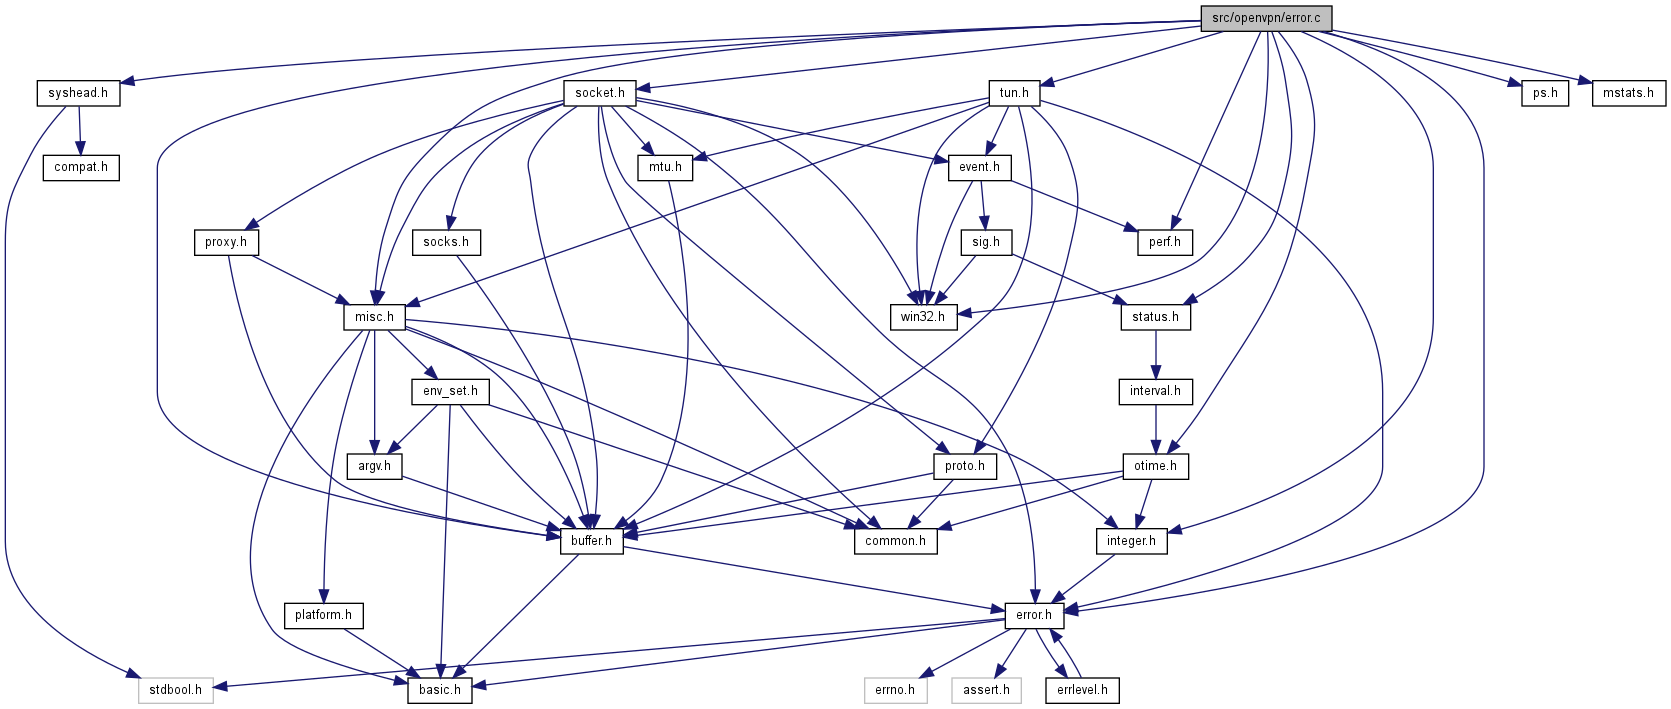 src/openvpn/error.c
syshead.h
socket.h
tun.h
ps.h
mstats.h
compat.h
mtu.h
event.h
proxy.h
socks.h
sig.h
perf.h
misc.h
win32.h
status.h
env_set.h
interval.h
argv.h
proto.h
otime.h
buffer.h
common.h
integer.h
platform.h
error.h
stdbool.h
basic.h
errno.h
assert.h
errlevel.h